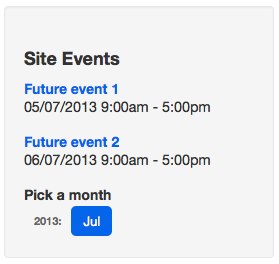 Site Events
Future event 1
05/07/2013 9:00am - 5:00pm
Future event 2
06/07/2013 9:00am - 5:00pm
Pick a month
2013: Jul